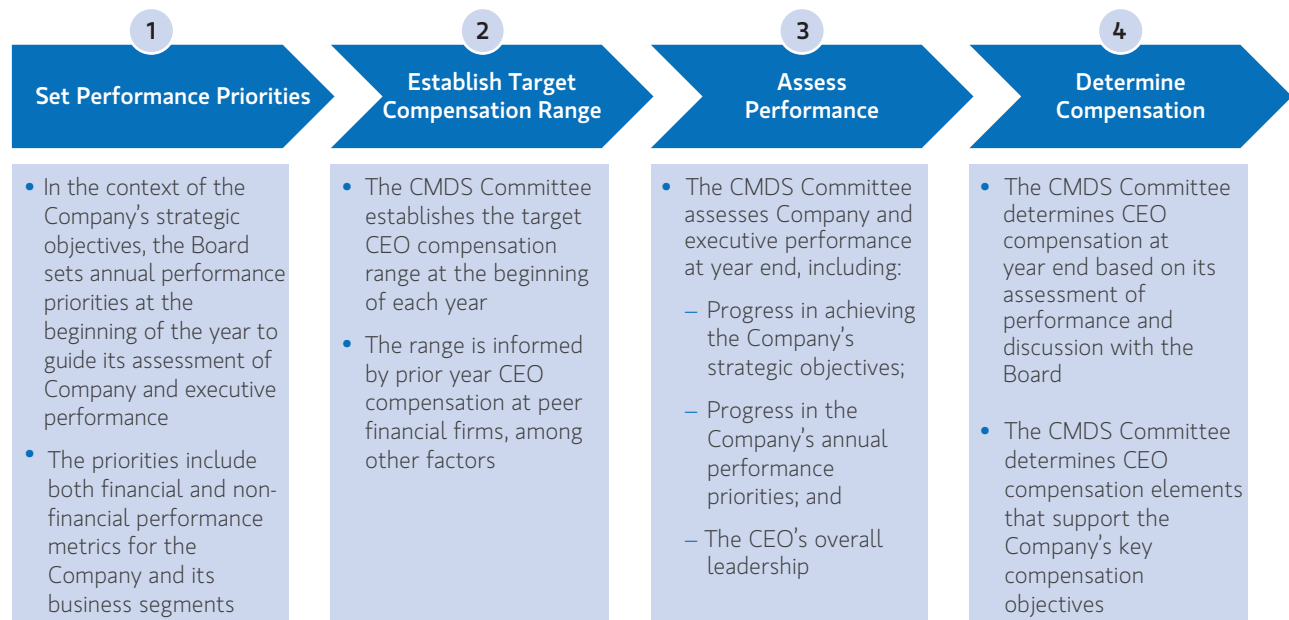 1
Set Performance Priorities
• In the context of the
Company's strategic
objectives, the Board
sets annual performance
priorities at the
beginning of the year to
guide its assessment of
Company and executive
performance
• The priorities include
both financial and non-
financial performance
metrics for the
Company and its
business segments
2
Establish Target
Compensation Range
• The CMDS Committee
establishes the target
CEO compensation
range at the beginning
of each year
• The range is informed
by prior year CEO
compensation at peer
financial firms, among
other factors
3
Assess
Performance
• The CMDS Committee
assesses Company and
executive performance
at year end, including:
– Progress in achieving
the Company's
strategic objectives;
– Progress in the
Company's annual
performance
priorities; and
– The CEO's overall
leadership
4
Determine
Compensation
• The CMDS Committee
determines CEO
compensation at
year end based on its
assessment of
performance and
discussion with the
Board
• The CMDS Committee
determines CEO
compensation elements
that support the
Company's key
compensation
objectives